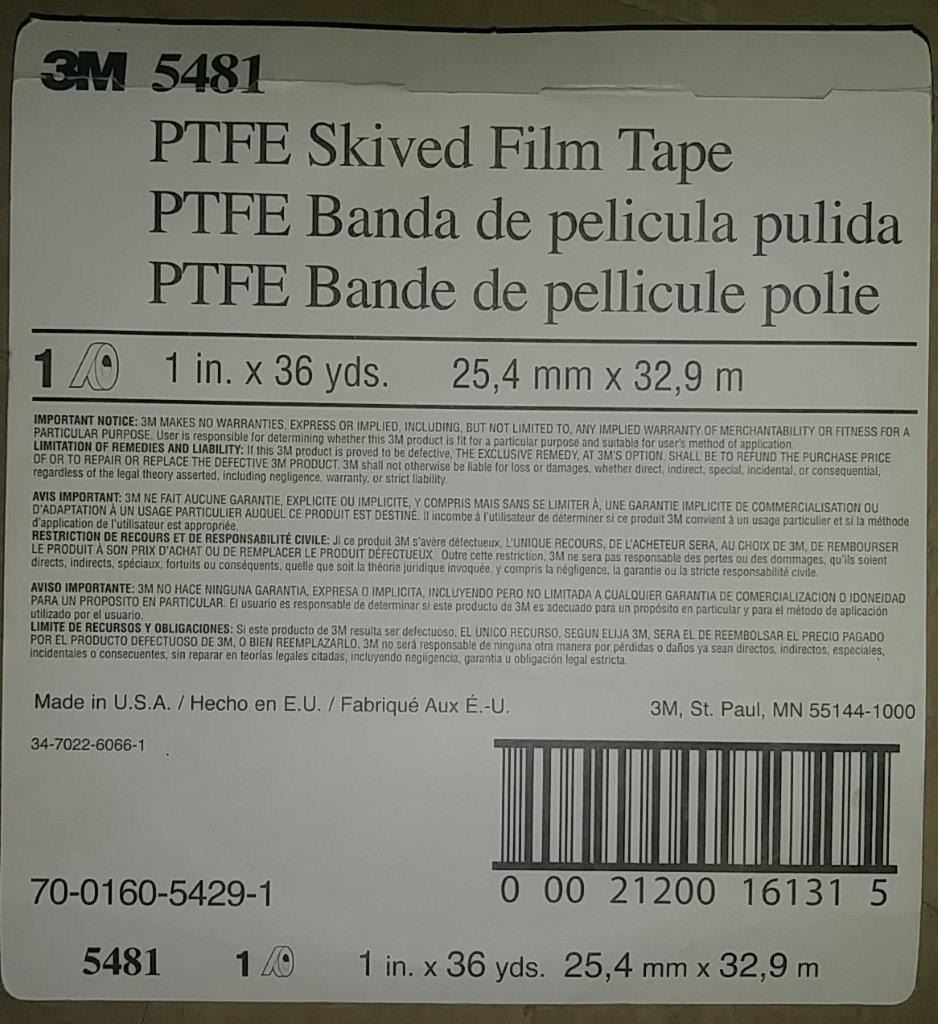 3M 5481
PTFE Skived Film Tape
PTFE Banda de pelicula pulida
PTFE Bande de pellicule polie
1 1 in. x 36 yds. 25,4 mm x 32,9 m
IMPORTANT NOTICE: 3M MAKES NO WARRANTIES, EXPRESS OR IMPLIED, INCLUDING, BUT NOT LIMITED TO, ANY IMPLIED WARRANTY OF MERCHANTABILITY OR FITNESS FOR A
PARTICULAR PURPOSE. User is responsible for determining whether this 3M product is fit for a particular purpose and suitable for user's method of application.
LIMITATION OF REMEDIES AND LIABILITY: If this 3M product is proved to be defective, THE EXCLUSIVE REMEDY, AT 3M'S OPTION, SHALL BE TO REFUND THE PURCHASE PRICE
OF OR TO REPAIR OR REPLACE THE DEFECTIVE 3M PRODUCT. 3M shall not otherwise be liable for loss or damages, whether direct, indirect, special, incidental, or consequential,
regardless of the legal theory asserted, including negligence, warranty, or strict liability.
AVIS IMPORTANT: 3M NE FAIT AUCUNE GARANTIE, EXPLICITE OU IMPLICITE, Y COMPRIS MAIS SANS SE LIMITER À, UNE GARANTIE IMPLICITE DE COMMERCIALISATION OU
D'ADAPTATION À UN USAGE PARTICULIER AUQUEL CE PRODUIT EST DESTINÉ. Il incombe à l'utilisateur de déterminer si ce produit 3M convient à un usage particulier et si la méthode
d'application de l'utilisateur est appropriée.
RESTRICTION DE RECOURS ET DE RESPONSABILITÉ CIVILE: Ji ce produit 3M s'avère défectueux, L'UNIQUE RECOURS, DE L'ACHETEUR SERA, AU CHOIX DE 3M, DE REMBOURSER
LE PRODUIT À SON PRIX D'ACHAT OU DE REMPLACER LE PRODUIT DÉFECTUEUX. Outre cette restriction, 3M ne sera pas responsable des pertes ou des dommages, qu'ils soient
directs, indirects, spéciaux, fortuits ou conséquents, quelle que soit la théorie juridique invoquée, y compris la négligence, la garantie ou la stricte responsabilité civile.
AVISO IMPORTANTE: 3M NO HACE NINGUNA GARANTIA, EXPRESA O IMPLICITA, INCLUYENDO PERO NO LIMITADA A CUALQUIER GARANTIA DE COMERCIALIZACION O IDONEIDAD
PARA UN PROPOSITO EN PARTICULAR. El usuario es responsable de determinar si este producto de 3M es adecuado para un propósito en particular y para el método de aplicación
utilizado por el usuario.
LIMITE DE RECURSOS Y OBLIGACIONES: Si este producto de 3M resulta ser defectuoso, EL UNICO RECURSO, SEGUN ELIJA 3M, SERA EL DE REEMBOLSAR EL PRECIO PAGADO
POR EL PRODUCTO DEFECTUOSO DE 3M, O BIEN REEMPLAZARLO. 3M no será responsable de ninguna otra manera por pérdidas o daños ya sean directos, indirectos, especiales,
incidentales o consecuentes, sin reparar en teorías legales citadas, incluyendo negligencia, garantía u obligación legal estricta.
Made in U.S.A. / Hecho en E.U. / Fabriqué Aux É.-U. 3M, St. Paul, MN 55144-1000
34-7022-6066-1
70-0160-5429-1 0 00 21200 16131 5
5481 1 1 in. x 36 yds. 25,4 mm x 32,9 m